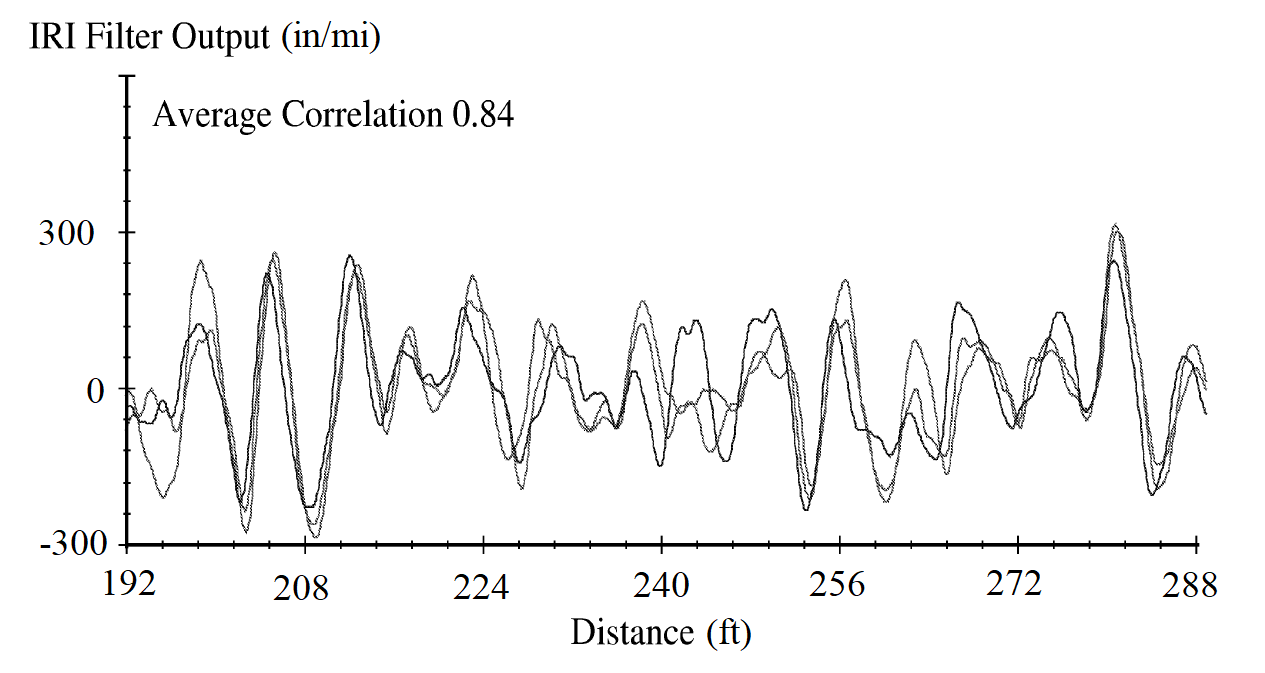 IRI Filter Output (in/mi)
Average Correlation 0.84
300
0
-300
192 208 224 240 256 272 288
Distance (ft)